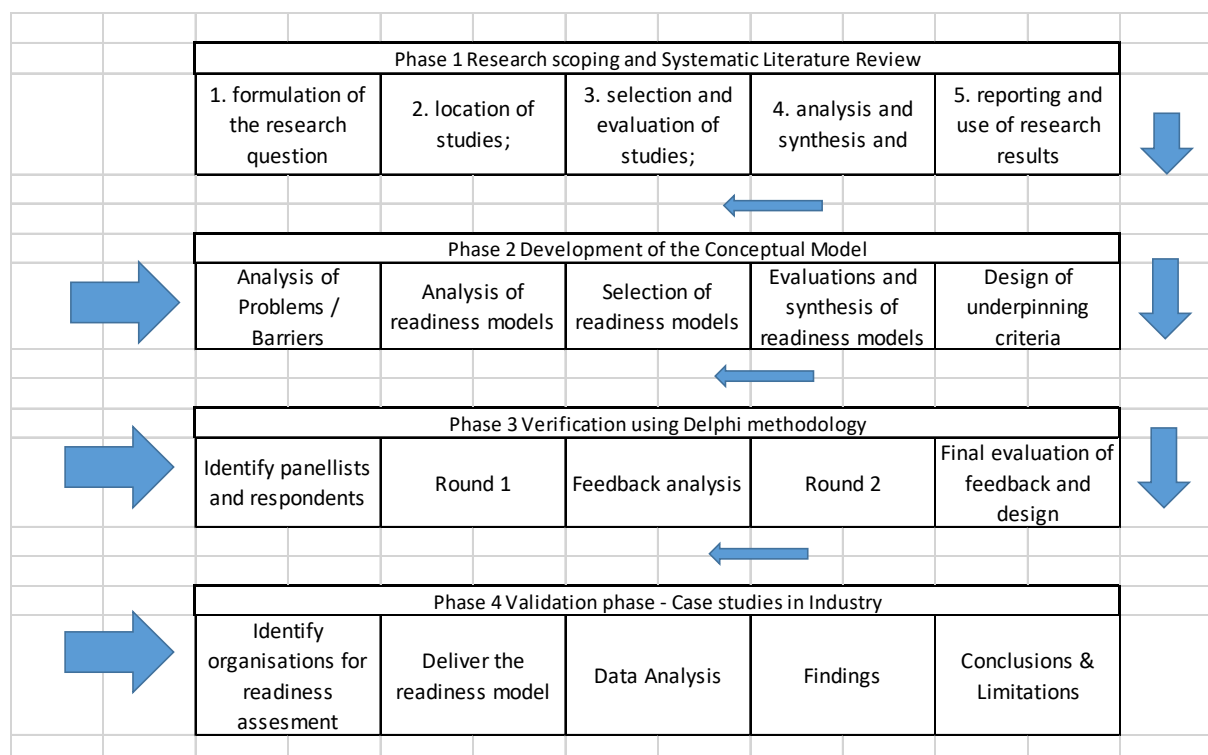 Phase 1 Research scoping and Systematic Literature Review
1. formulation of
the research
question
2. location of
studies;
3. selection and
evaluation of
studies;
4. analysis and
synthesis and
5. reporting and
use of research
results
Phase 2 Development of the Conceptual Model
Analysis of
Problems /
Barriers
Analysis of
readiness models
Selection of
readiness models
Evaluations and
synthesis of
readiness models
Design of
underpinning
criteria
Phase 3 Verification using Delphi methodology
Identify panellists
and respondents
Round 1
Feedback analysis
Round 2
Final evaluation of
feedback and
design
Phase 4 Validation phase - Case studies in Industry
Identify
organisations for
readiness
assesment
Deliver the
readiness model
Data Analysis
Findings
Conclusions &
Limitations